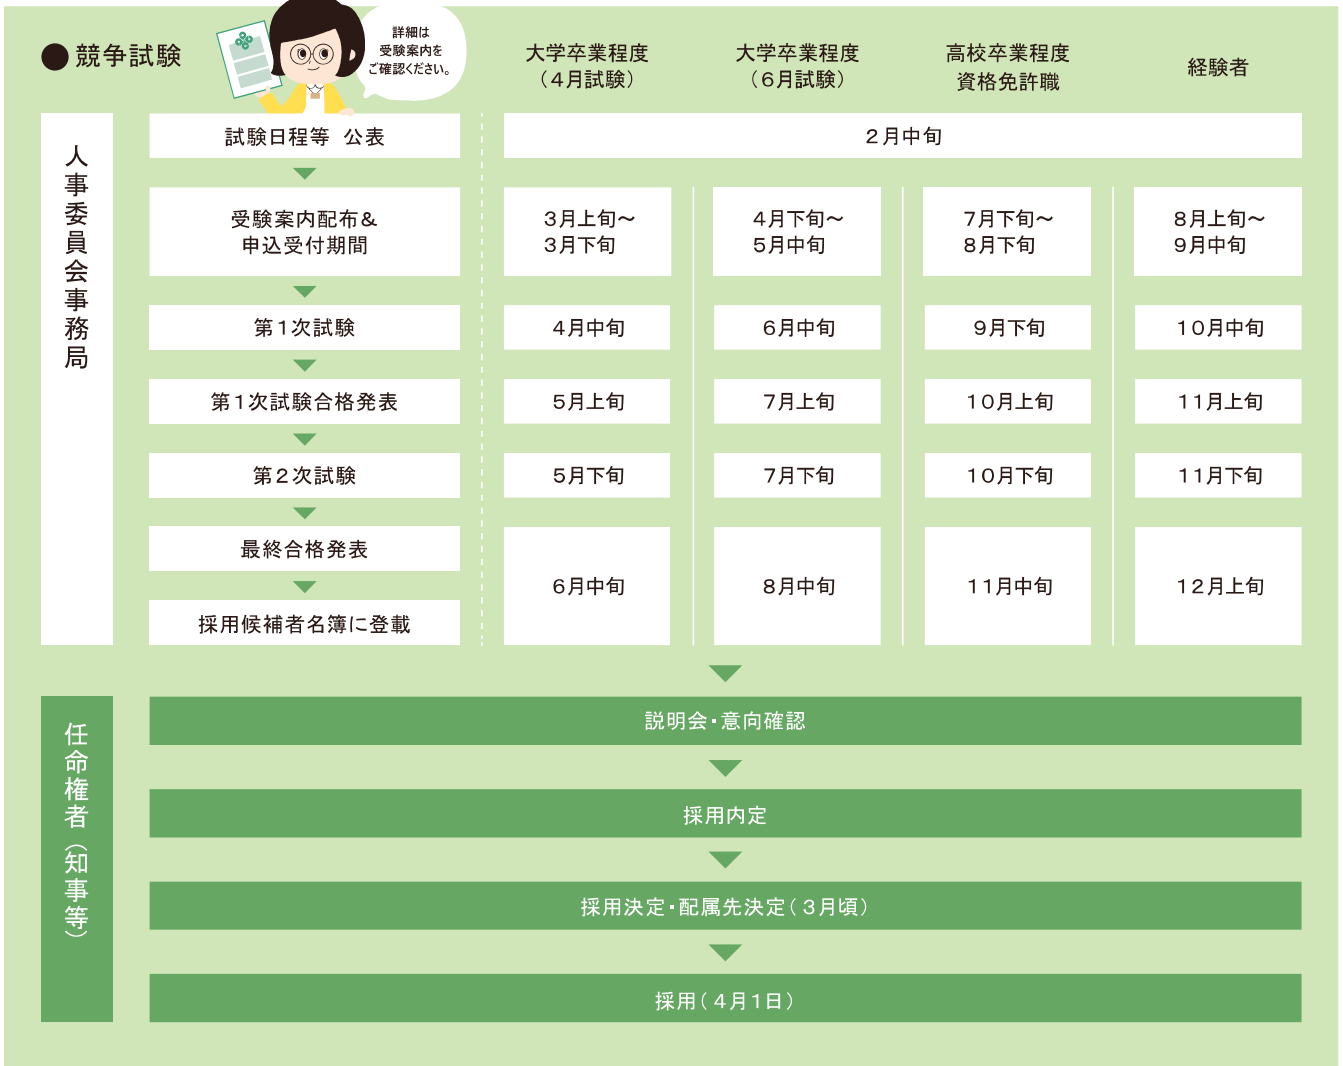 ●競争試験
詳細は
受験案内を
ご確認ください。
大学卒業程度
（４月試験）
大学卒業程度
（６月試験）
高校卒業程度
資格免許職
経験者
人事委員会事務局
試験日程等　公表
２月中旬
受験案内配布＆
申込受付期間
３月上旬～
３月下旬
４月下旬～
５月中旬
７月下旬～
８月下旬
８月上旬～
９月中旬
第１次試験
４月中旬
６月中旬
９月下旬
１０月中旬
第１次試験合格発表
５月上旬
７月上旬
１０月上旬
１１月上旬
第２次試験
５月下旬
７月下旬
１０月下旬
１１月下旬
最終合格発表
採用候補者名簿に登載
６月中旬
８月中旬
１１月中旬
１２月上旬
任命権者（知事等）
説明会・意向確認
採用内定
採用決定・配属先決定（３月頃）
採用（４月１日）